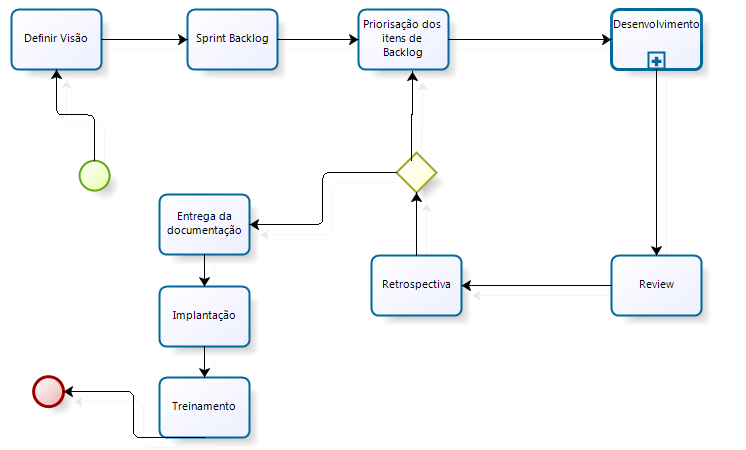 Definir Visão
Sprint Backlog
Priorisação dos
itens de
Backlog
Desenvolvimento
Entrega da
documentação
Retrospectiva
Review
Implantação
Treinamento